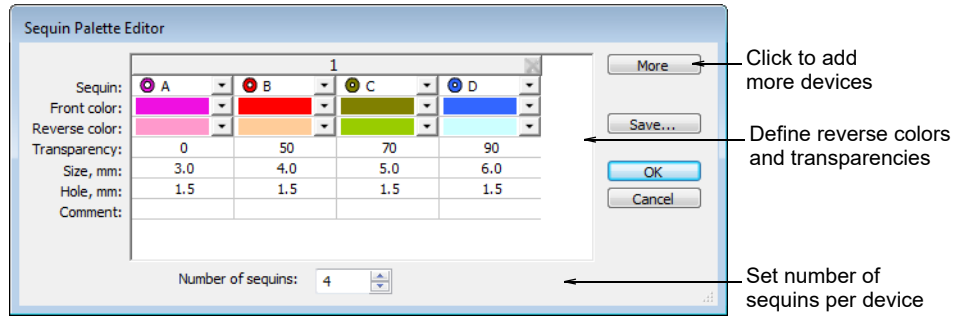 Sequin Palette Editor
1
More
Click to add
more devices
Sequin: A B C D
Front color:
Reverse color:
Save...
Define reverse colors
and transparencies
Transparency: 0 50 70 90
Size, mm: 3.0 4.0 5.0 6.0
OK
Hole, mm: 1.5 1.5 1.5 1.5
Cancel
Comment:
Number of sequins: 4
Set number of
sequins per device